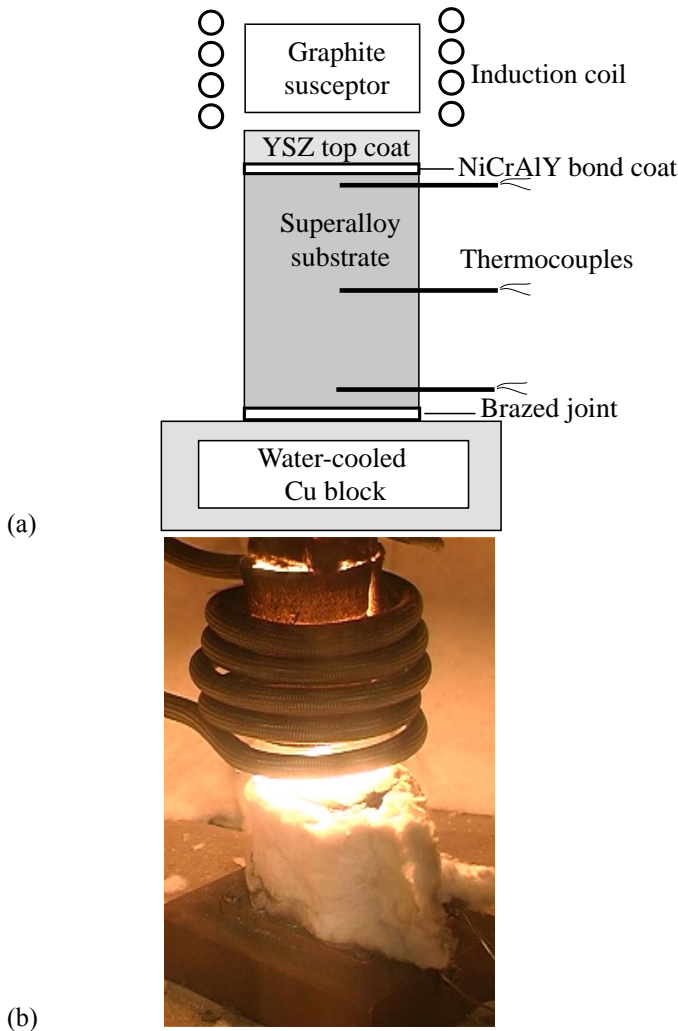 Graphite
susceptor
Induction coil
YSZ top coat
NiCrAlY bond coat
Superalloy
substrate
Thermocouples
Brazed joint
Water-cooled
Cu block
(a)
(b)